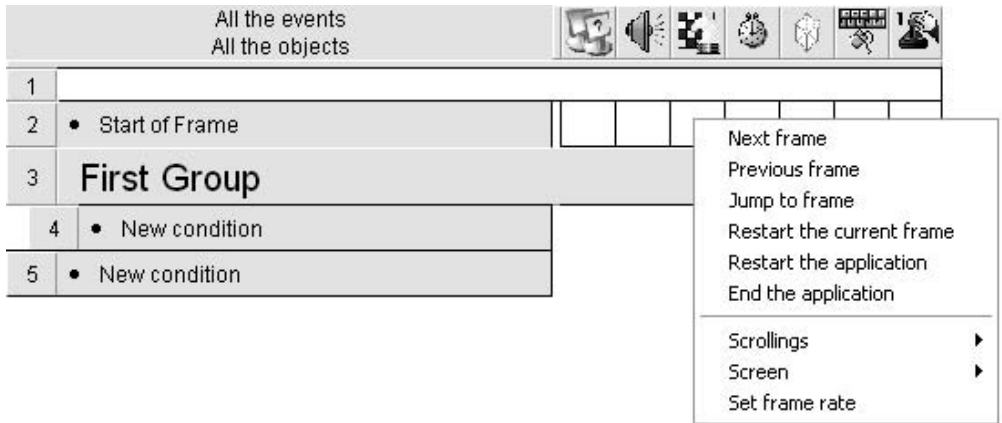 All the events
All the objects
1
2 • Start of Frame
3 First Group
4 • New condition
5 • New condition
Next frame
Previous frame
Jump to frame
Restart the current frame
Restart the application
End the application
Scrollings
Screen
Set frame rate